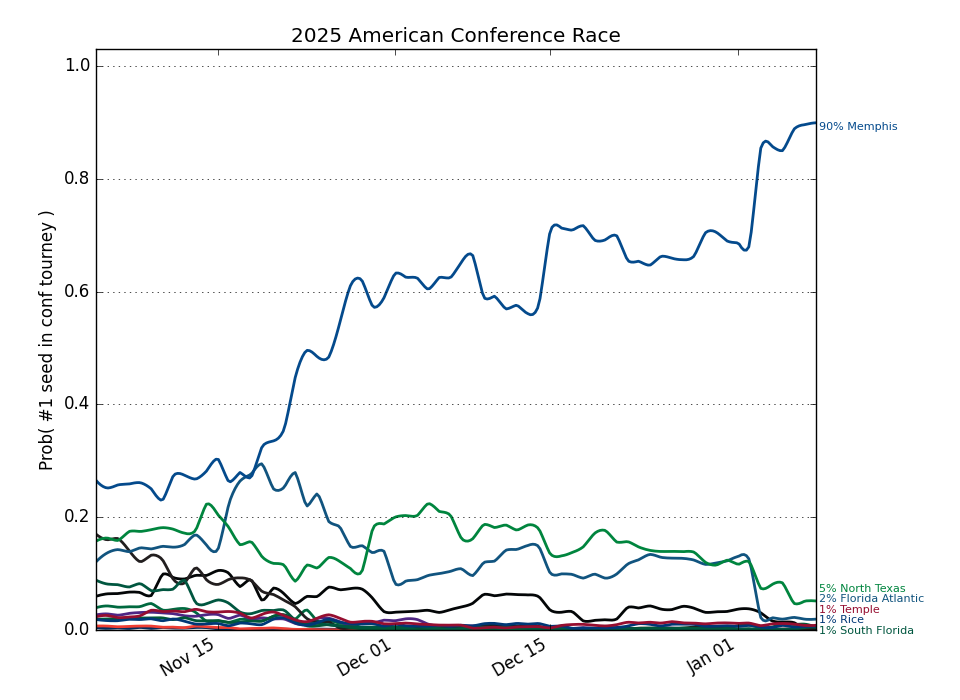 2025 American Conference Race
1.0
0.8
0.6
0.4
0.2
0.0
Prob( #1 seed in conf tourney )
Nov 15
Dec 01
Dec 15
Jan 01
90% Memphis
5% North Texas
2% Florida Atlantic
1% Temple
1% Rice
1% South Florida